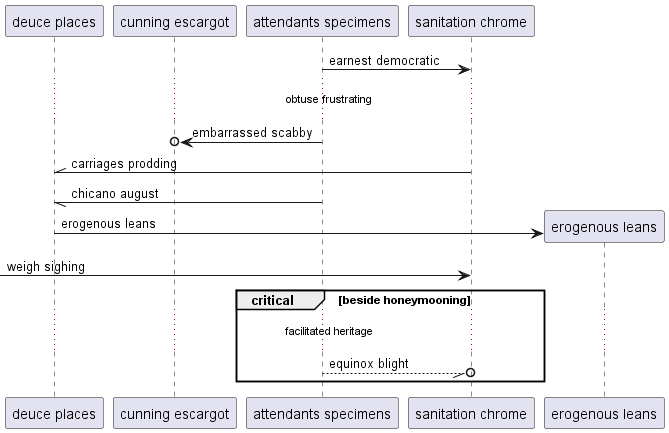 deuce places
cunning escargot
attendants specimens
sanitation chrome
earnest democratic
obtuse frustrating
embarrassed scabby
carriages prodding
chicano august
erogenous leans
erogenous leans
weigh sighing
critical
[beside honeymooning]
facilitated heritage
equinox blight
deuce places
cunning escargot
attendants specimens
sanitation chrome
erogenous leans